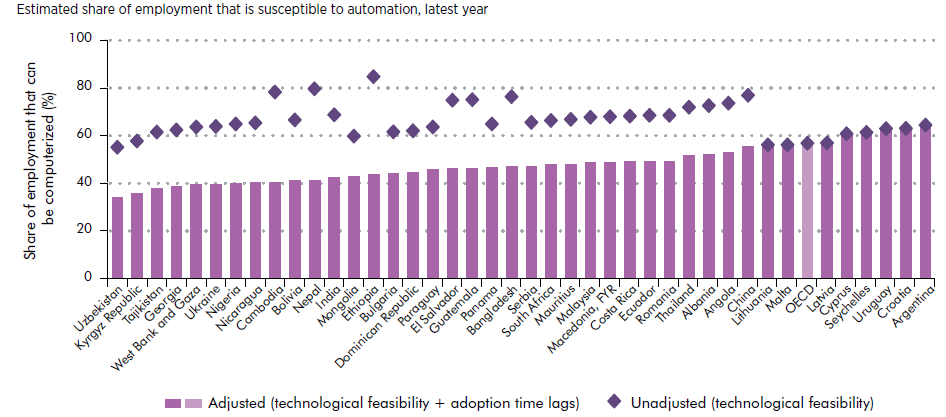 Estimated share of employment that is susceptible to automation, latest year
Share of employment that can
be computerized (%)
100
80
60
40
20
0
Uzbekistan
Kyrgyz Republic
Tajikistan
Georgia
West Bank and Gaza
Ukraine
Nigeria
Nicaragua
Cambodia
Bolivia
Nepal
India
Mongolia
Ethiopia
Bulgaria
Dominican Republic
Paraguay
El Salvador
Guatemala
Panama
Bangladesh
Serbia
South Africa
Mauritius
Malaysia
Macedonia, FYR
Costa Rica
Ecuador
Romania
Thailand
Albania
Angola
China
Lithuania
Malta
OECD
Latvia
Cyprus
Seychelles
Uruguay
Croatia
Argentina
Adjusted (technological feasibility + adoption time lags)
Unadjusted (technological feasibility)